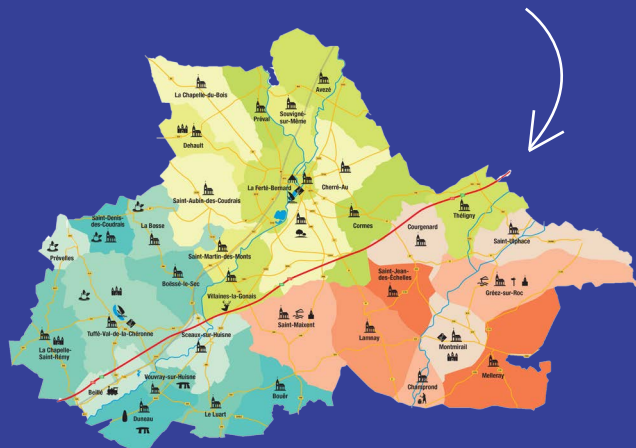 Avezé
La Chapelle-du-Bois
Souvigné-
sur-Même
Préval
Dehault
La Ferté-Bernard
Cherré-Au
Saint-Aubin-des-Coudrais
Cormes
Théligny
Saint-Denis-
des-Coudrais
La Bosse
Courgenard
Saint-Ulphace
Prévelles
Saint-Martin-des-Monts
Boëssé-le-Sec
Saint-Jean-
des-Échelles
Gréez-sur-Roc
Villaines-la-Gonais
Saint-Maixent
Tuffé-Val-de-la-Chéronne
Sceaux-sur-Huisne
Lamnay
Montmirail
La Chapelle-
Saint-Rémy
Melleray
Vouvray-sur-Huisne
Champrond
Beillé
Bouër
Le Luart
Duneau